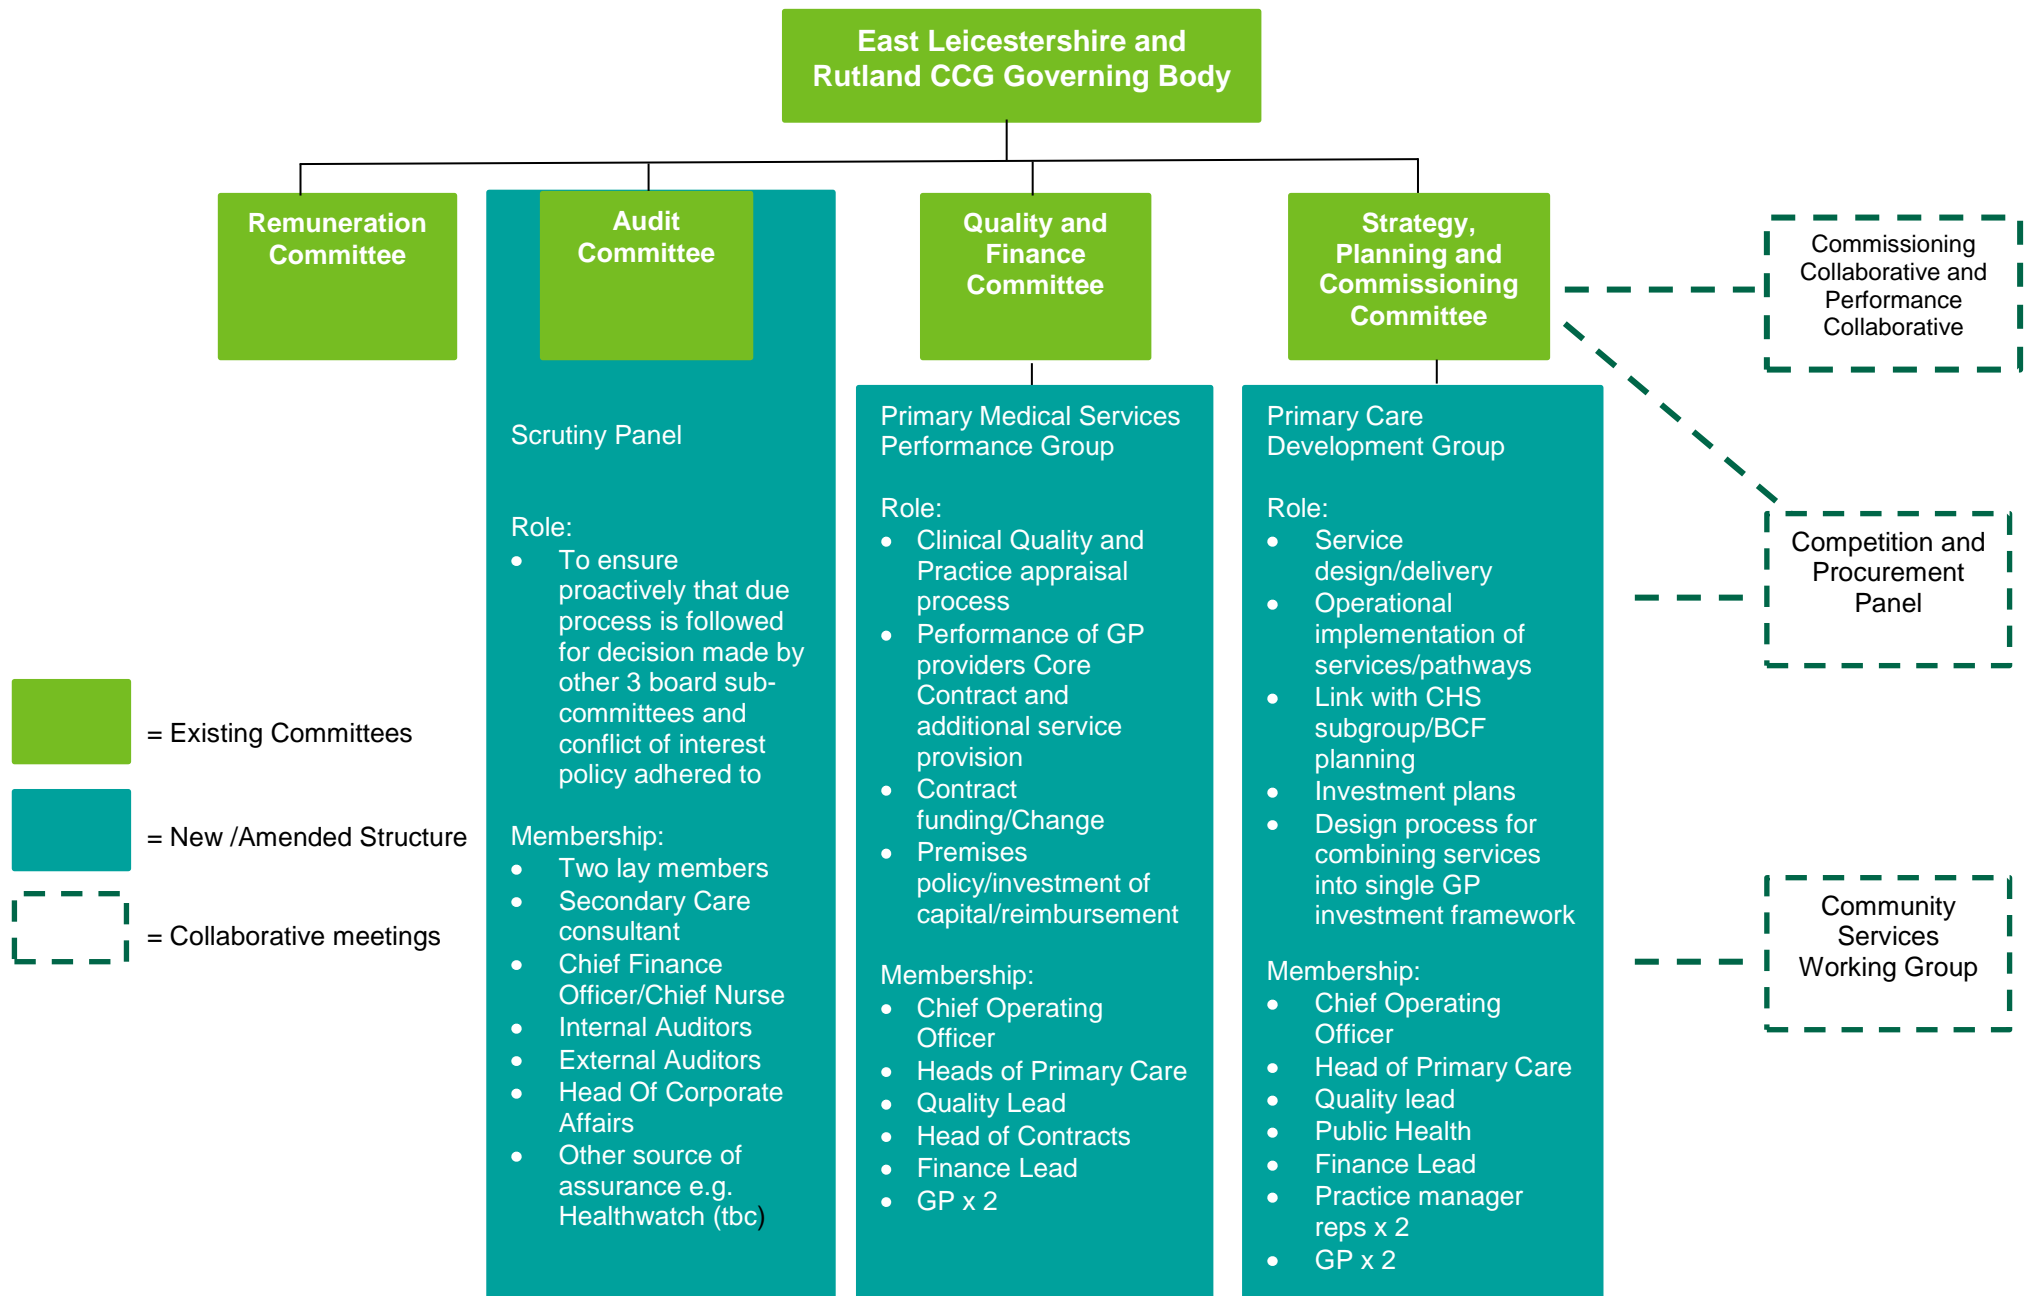 East Leicestershire and
Rutland CCG Governing Body
Remuneration
Committee
Audit
Committee
Quality and
Finance
Committee
Strategy,
Planning and
Commissioning
Committee
Commissioning
Collaborative and
Performance
Collaborative
Competition and
Procurement
Panel
Community
Services
Working Group
Scrutiny Panel
Role:
• To ensure
proactively that due
process is followed
for decision made by
other 3 board sub-
committees and
conflict of interest
policy adhered to
Membership:
• Two lay members
• Secondary Care
consultant
• Chief Finance
Officer/Chief Nurse
• Internal Auditors
• External Auditors
• Head Of Corporate
Affairs
• Other source of
assurance e.g.
Healthwatch (tbc)
Primary Medical Services
Performance Group
Role:
• Clinical Quality and
Practice appraisal
process
• Performance of GP
providers Core
Contract and
additional service
provision
• Contract
funding/Change
• Premises
policy/investment of
capital/reimbursement
Membership:
• Chief Operating
Officer
• Heads of Primary Care
• Quality Lead
• Head of Contracts
• Finance Lead
• GP x 2
Primary Care
Development Group
Role:
• Service
design/delivery
• Operational
implementation of
services/pathways
• Link with CHS
subgroup/BCF
planning
• Investment plans
• Design process for
combining services
into single GP
investment framework
Membership:
• Chief Operating
Officer
• Head of Primary Care
• Quality lead
• Public Health
• Finance Lead
• Practice manager
reps x 2
• GP x 2
= Existing Committees
= New /Amended Structure
= Collaborative meetings